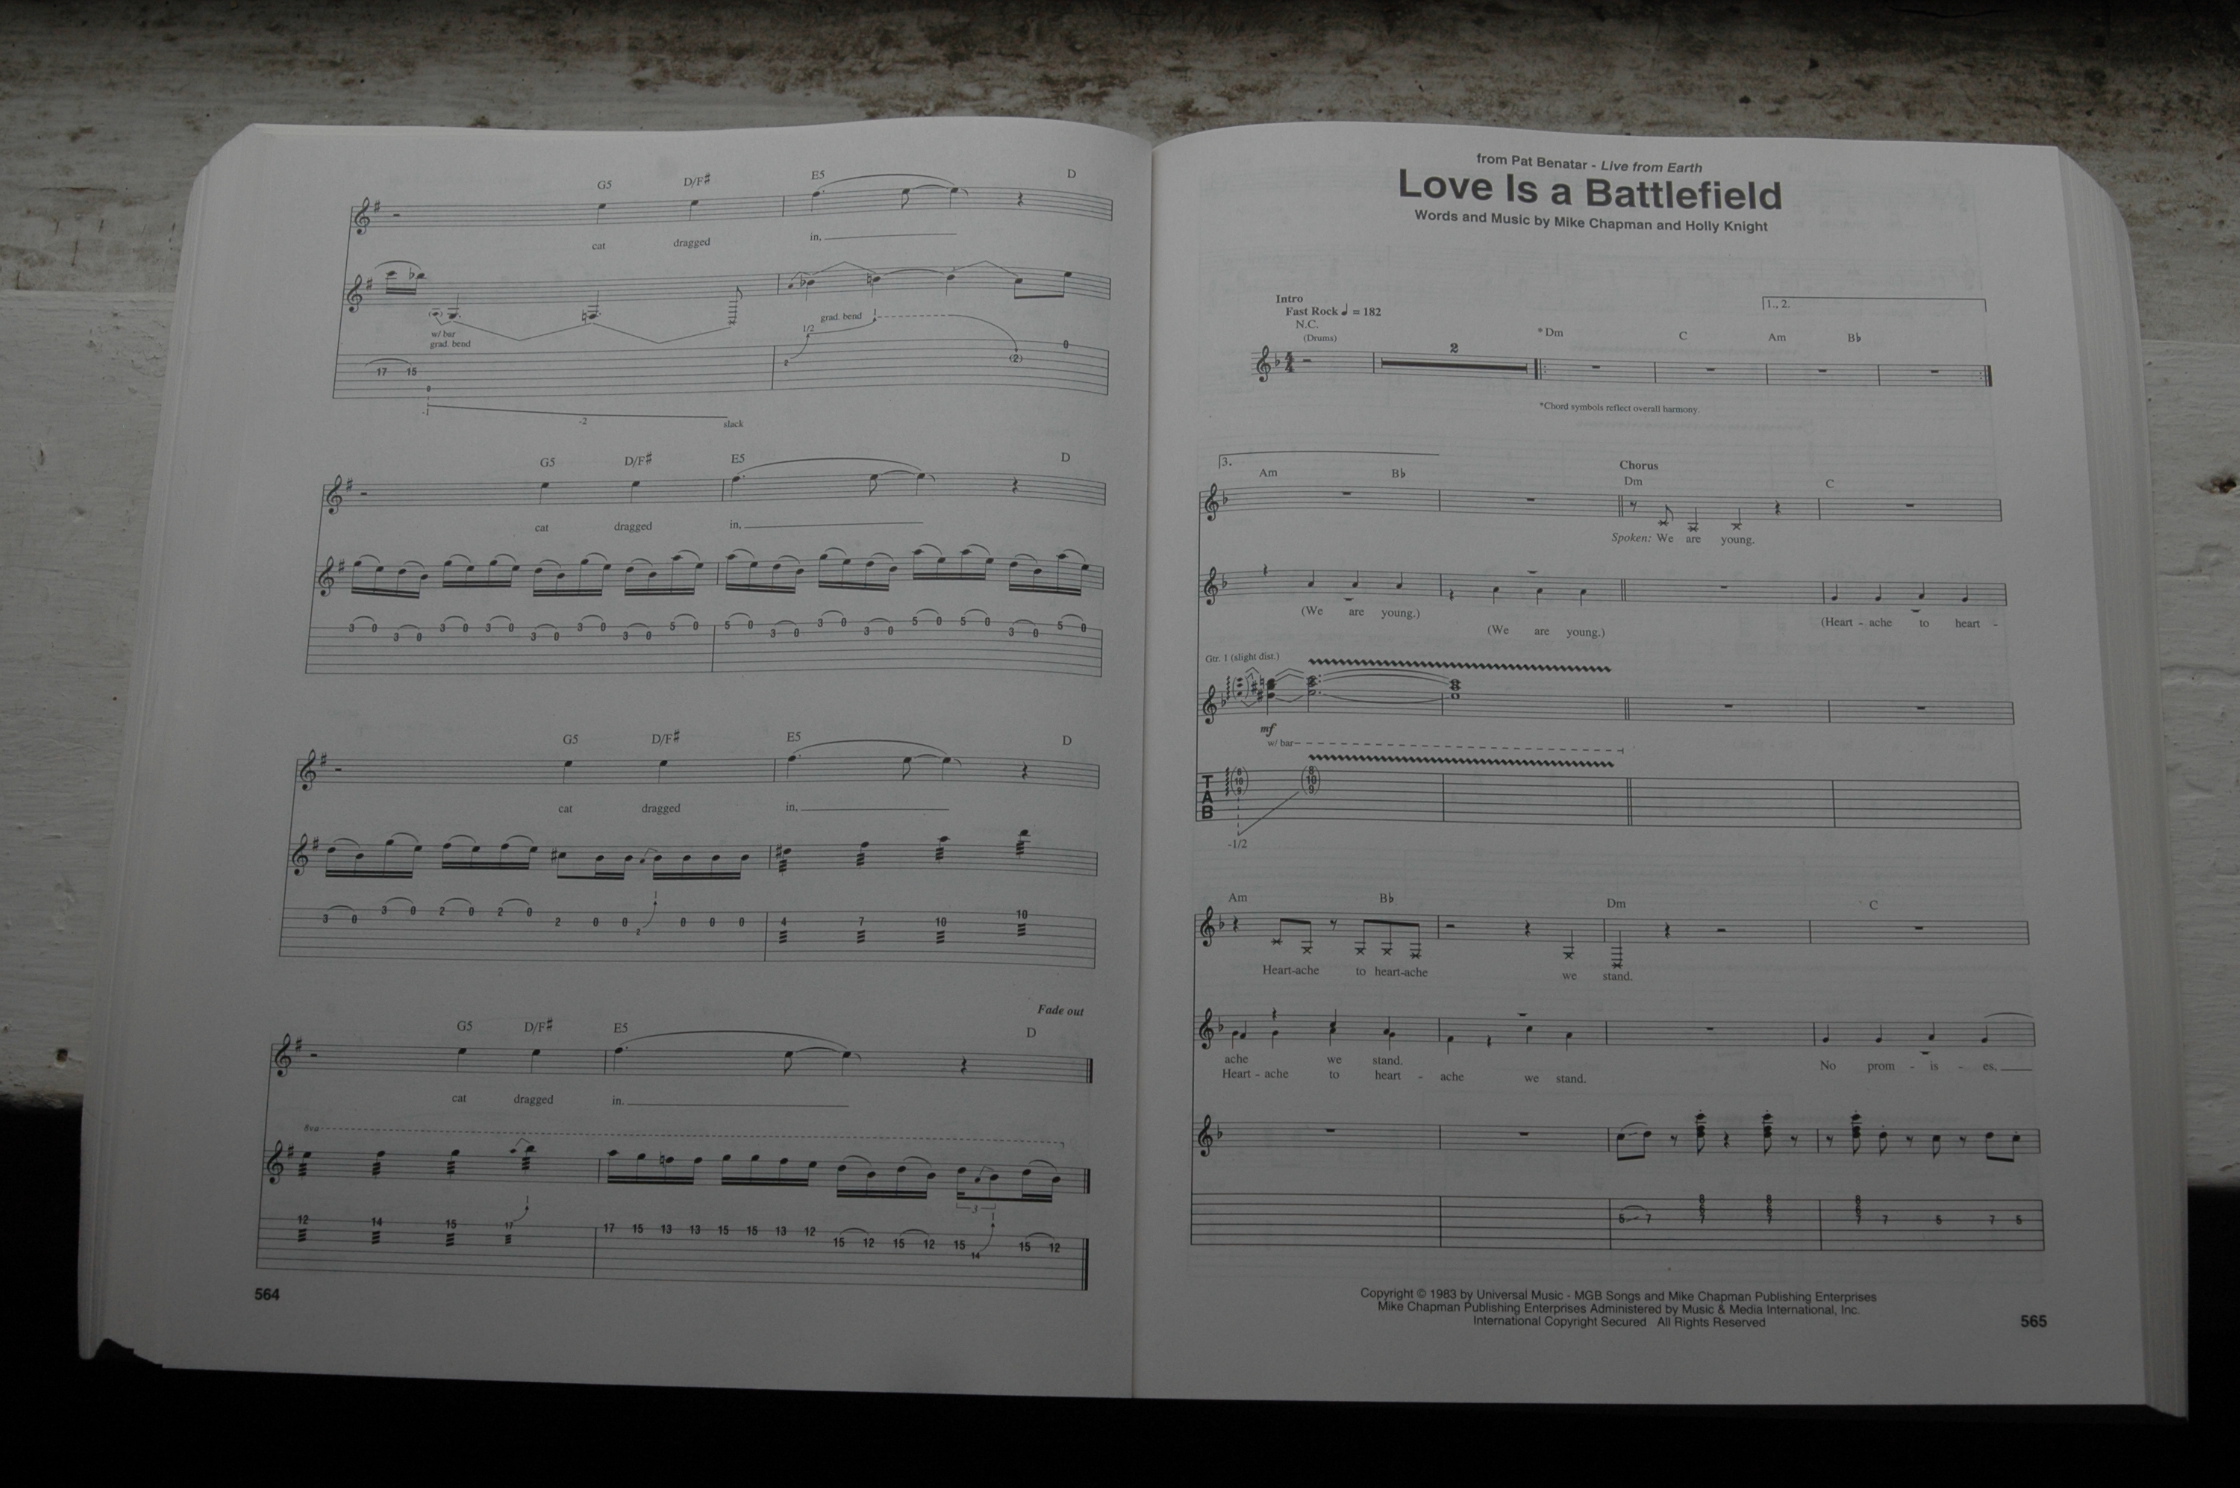 G5 D/F♯ E5 D
cat dragged in,
w/ bar
grad. bend
grad. bend 1
1/2
17 15 0 2 (2) 0
-1 -2 slack
G5 D/F♯ E5 D
cat dragged in,
3 0 3 0 3 0 3 0 3 0 3 0 3 0 5 0 5 0 3 0 3 0 3 0 5 0 5 0 3 0 5 0
G5 D/F♯ E5 D
cat dragged in,
1
3 0 3 0 2 0 2 0 2 0 0 2 0 0 0 4 7 10 10
Fade out
G5 D/F♯ E5 D
cat dragged in.
8va
3
1 1
12 14 15 17 17 15 13 13 15 15 13 12 15 12 15 12 15 14 15 12
564
from Pat Benatar - Live from Earth
Love Is a Battlefield
Words and Music by Mike Chapman and Holly Knight
Intro
Fast Rock ♩ = 182
N.C.
(Drums)
2
*Dm C
1., 2.
Am B♭
*Chord symbols reflect overall harmony.
3.
Am B♭
Chorus
Dm C
Spoken: We are young.
(We are young.) (Heart - ache to heart -
(We are young.)
Gtr. 1 (slight dist.)
mf
w/ bar
TAB
8 10 9 8 10 9
-1/2
Am B♭ Dm C
Heart-ache to heart-ache we stand.
ache we stand. No prom - is - es,
Heart - ache to heart - ache we stand.
5 7 7 5 7 5
Copyright © 1983 by Universal Music - MGB Songs and Mike Chapman Publishing Enterprises
Mike Chapman Publishing Enterprises Administered by Music & Media International, Inc.
International Copyright Secured All Rights Reserved
565